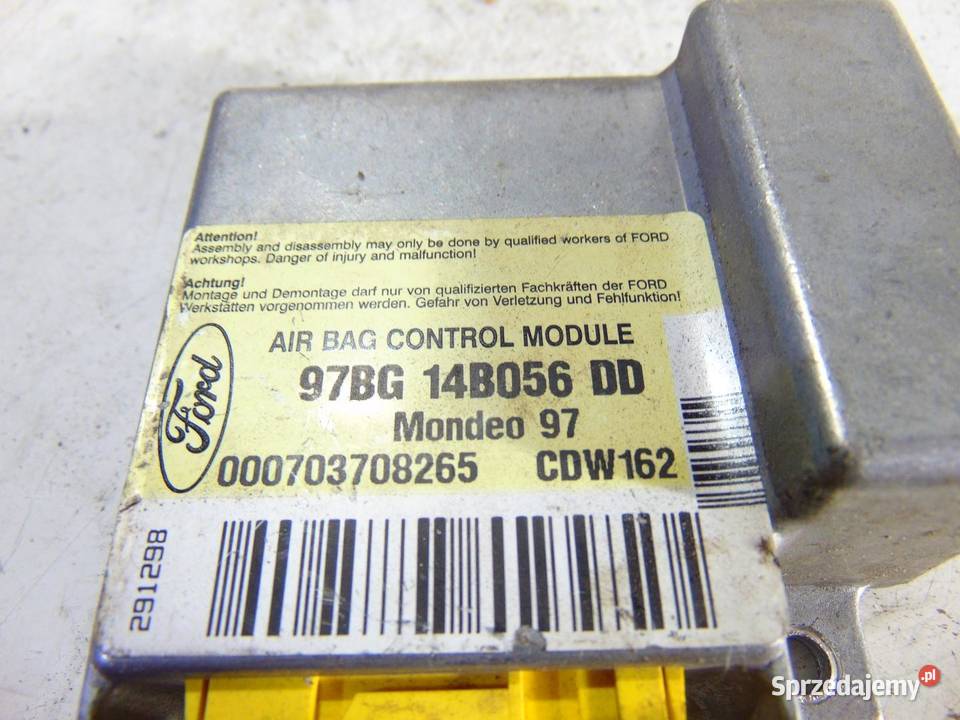 Attention!
Assembly and disassembly may only be done by qualified workers of FORD
workshops. Danger of injury and malfunction!
Achtung!
Montage und Demontage darf nur von qualifizierten Fachkräften der FORD
Werkstätten vorgenommen werden. Gefahr von Verletzung und Fehlfunktion!
AIR BAG CONTROL MODULE
Ford
97BG 14B056 DD
Mondeo 97
000703708265 CDW162
291298
Sprzedajemy.pl